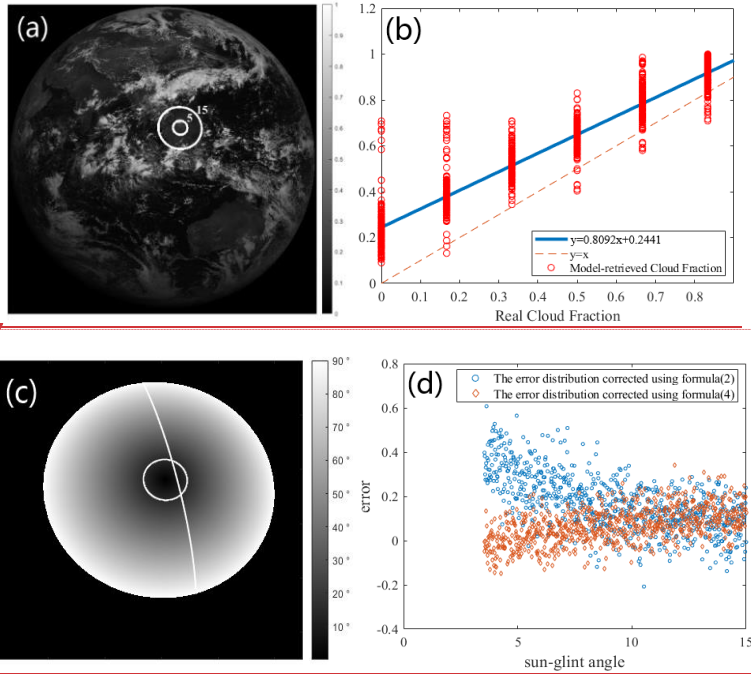 (a)
15
5
1
0.9
0.8
0.7
0.6
0.5
0.4
0.3
0.2
0.1
0
(b)
1.2
1
0.8
0.6
0.4
0.2
0
0 0.1 0.2 0.3 0.4 0.5 0.6 0.7 0.8
Real Cloud Fraction
y=0.8092x+0.2441
y=x
Model-retrieved Cloud Fraction
(c)
90°
80°
70°
60°
50°
40°
30°
20°
10°
(d)
0.8
0.6
0.4
0.2
0
-0.2
-0.4
error
0 5 10 15
sun-glint angle
The error distribution corrected using formula(2)
The error distribution corrected using formula(4)